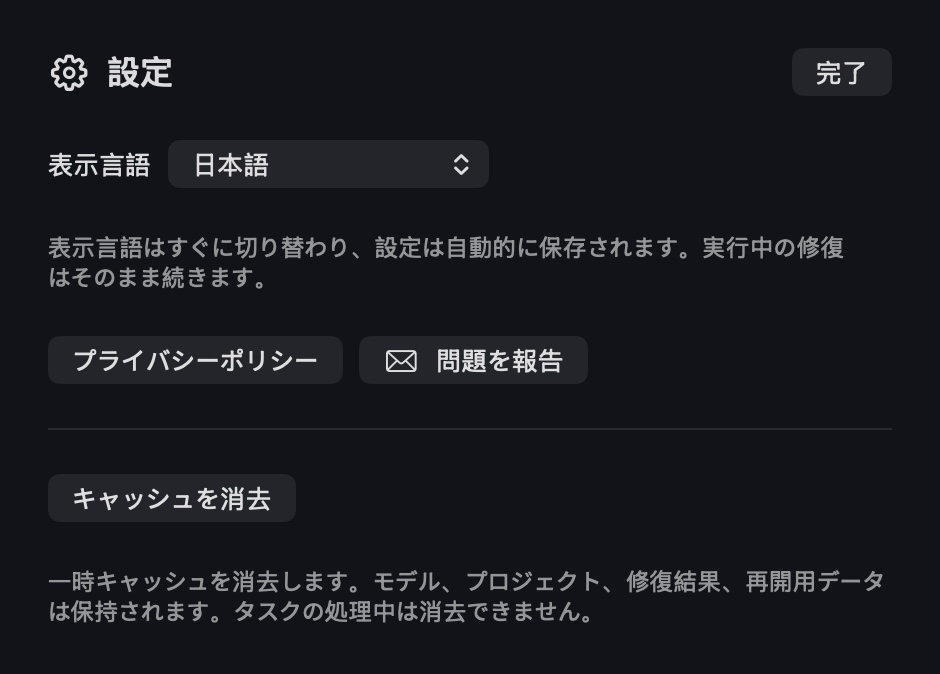 設定
完了
表示言語
日本語
表示言語はすぐに切り替わり、設定は自動的に保存されます。実行中の修復
はそのまま続きます。
プライバシーポリシー
問題を報告
キャッシュを消去
一時キャッシュを消去します。モデル、プロジェクト、修復結果、再開用データ
は保持されます。タスクの処理中は消去できません。